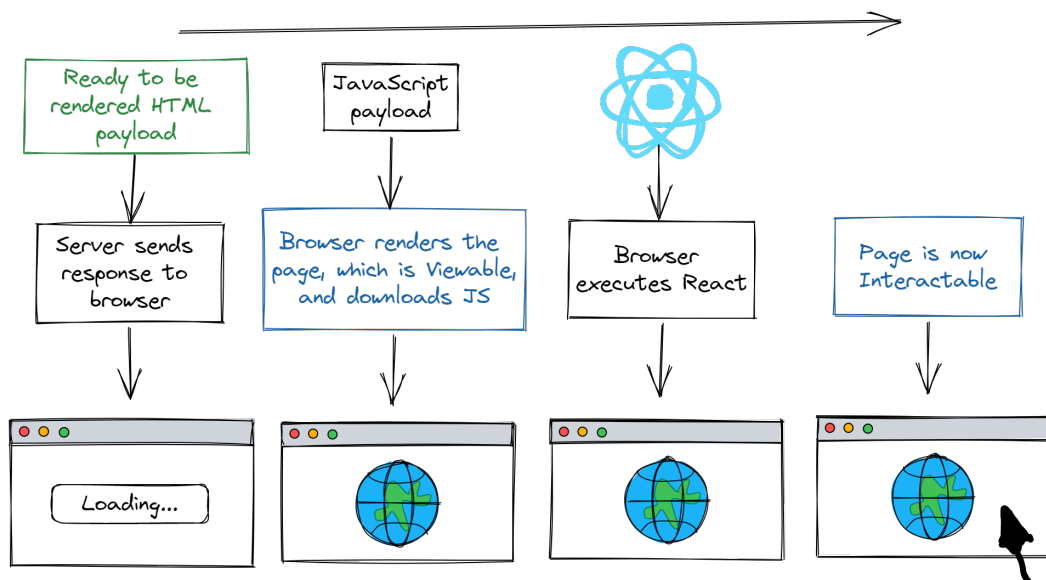 Ready to be
rendered HTML
payload
JavaScript
payload
Server sends
response to
browser
Browser renders the
page, which is Viewable,
and downloads JS
Browser
executes React
Page is now
Interactable
Loading...